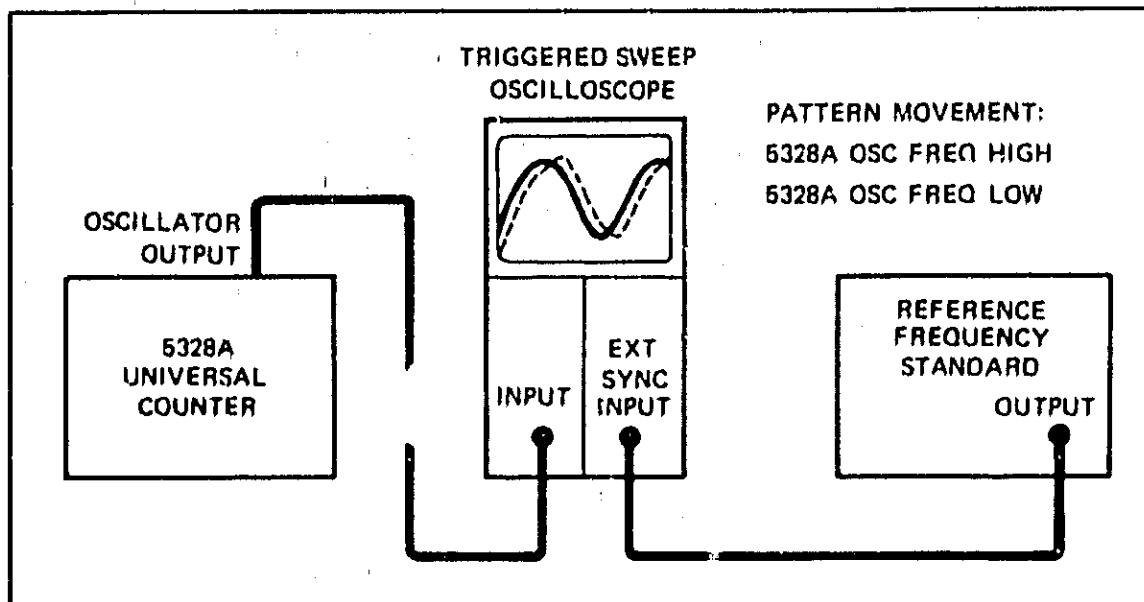 TRIGGERED SWEEP
OSCILLOSCOPE
PATTERN MOVEMENT:
5328A OSC FREQ HIGH
5328A OSC FREQ LOW
OSCILLATOR
OUTPUT
5328A
UNIVERSAL
COUNTER
INPUT
EXT
SYNC
INPUT
REFERENCE
FREQUENCY
STANDARD
OUTPUT